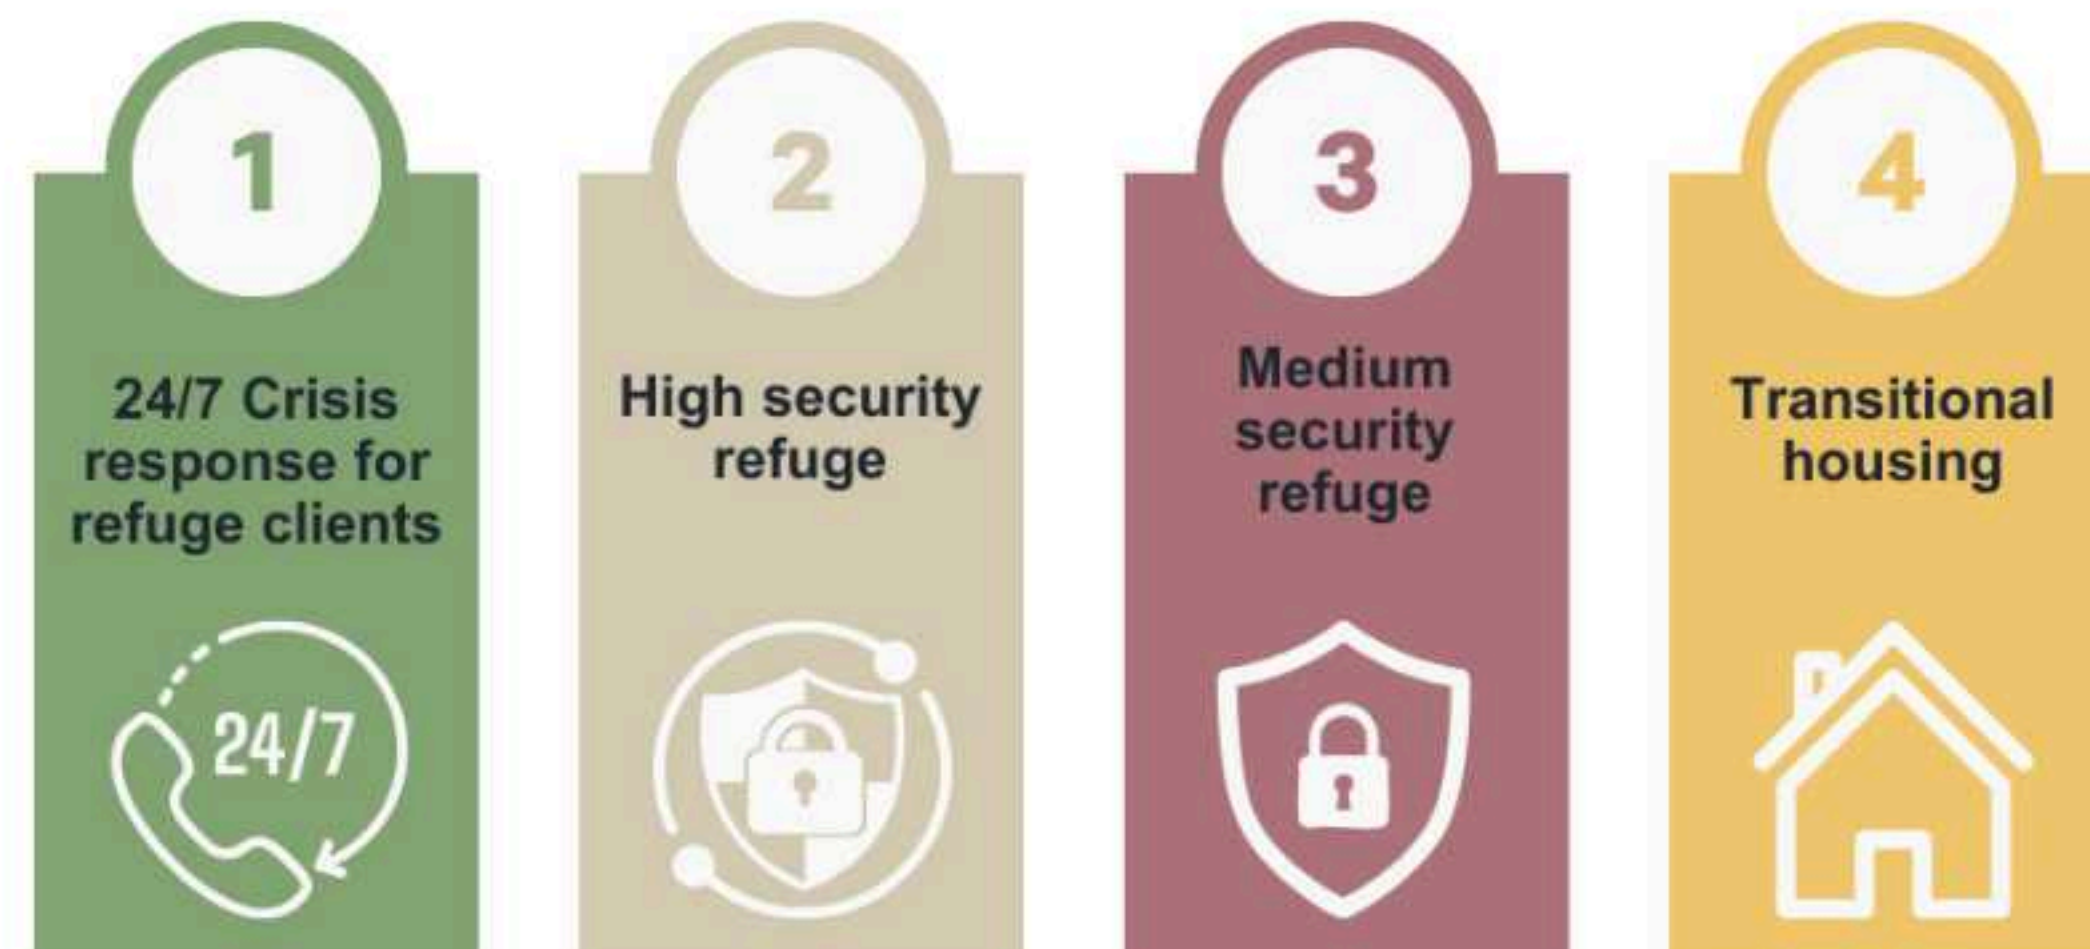 1
24/7 Crisis
response for
refuge clients
24/7
2
High security
refuge
3
Medium
security
refuge
4
Transitional
housing